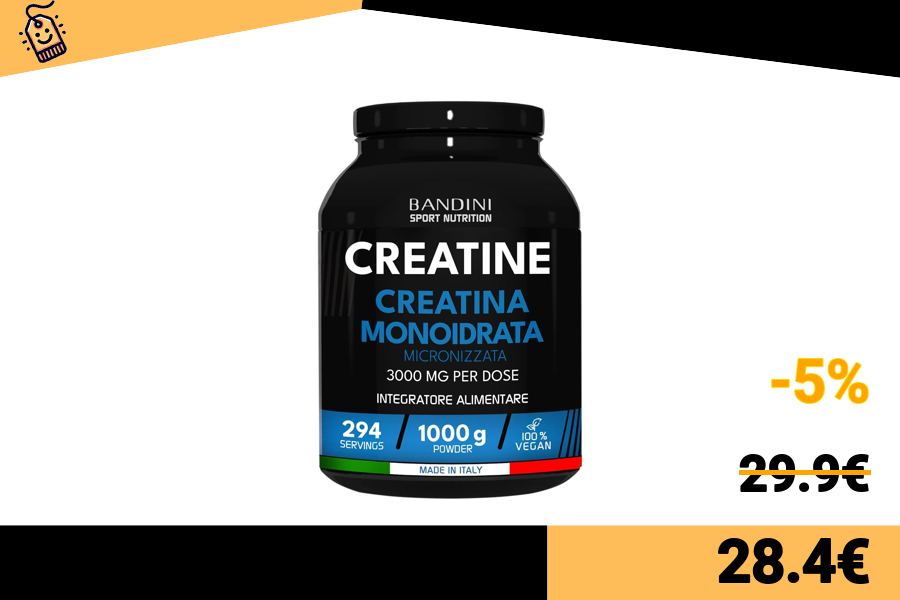 BANDINI
SPORT NUTRITION
CREATINE
CREATINA
MONOIDRATA
MICRONIZZATA
3000 MG PER DOSE
INTEGRATORE ALIMENTARE
294
SERVINGS
1000 g
POWDER
100 %
VEGAN
MADE IN ITALY
-5%
29.9€
28.4€